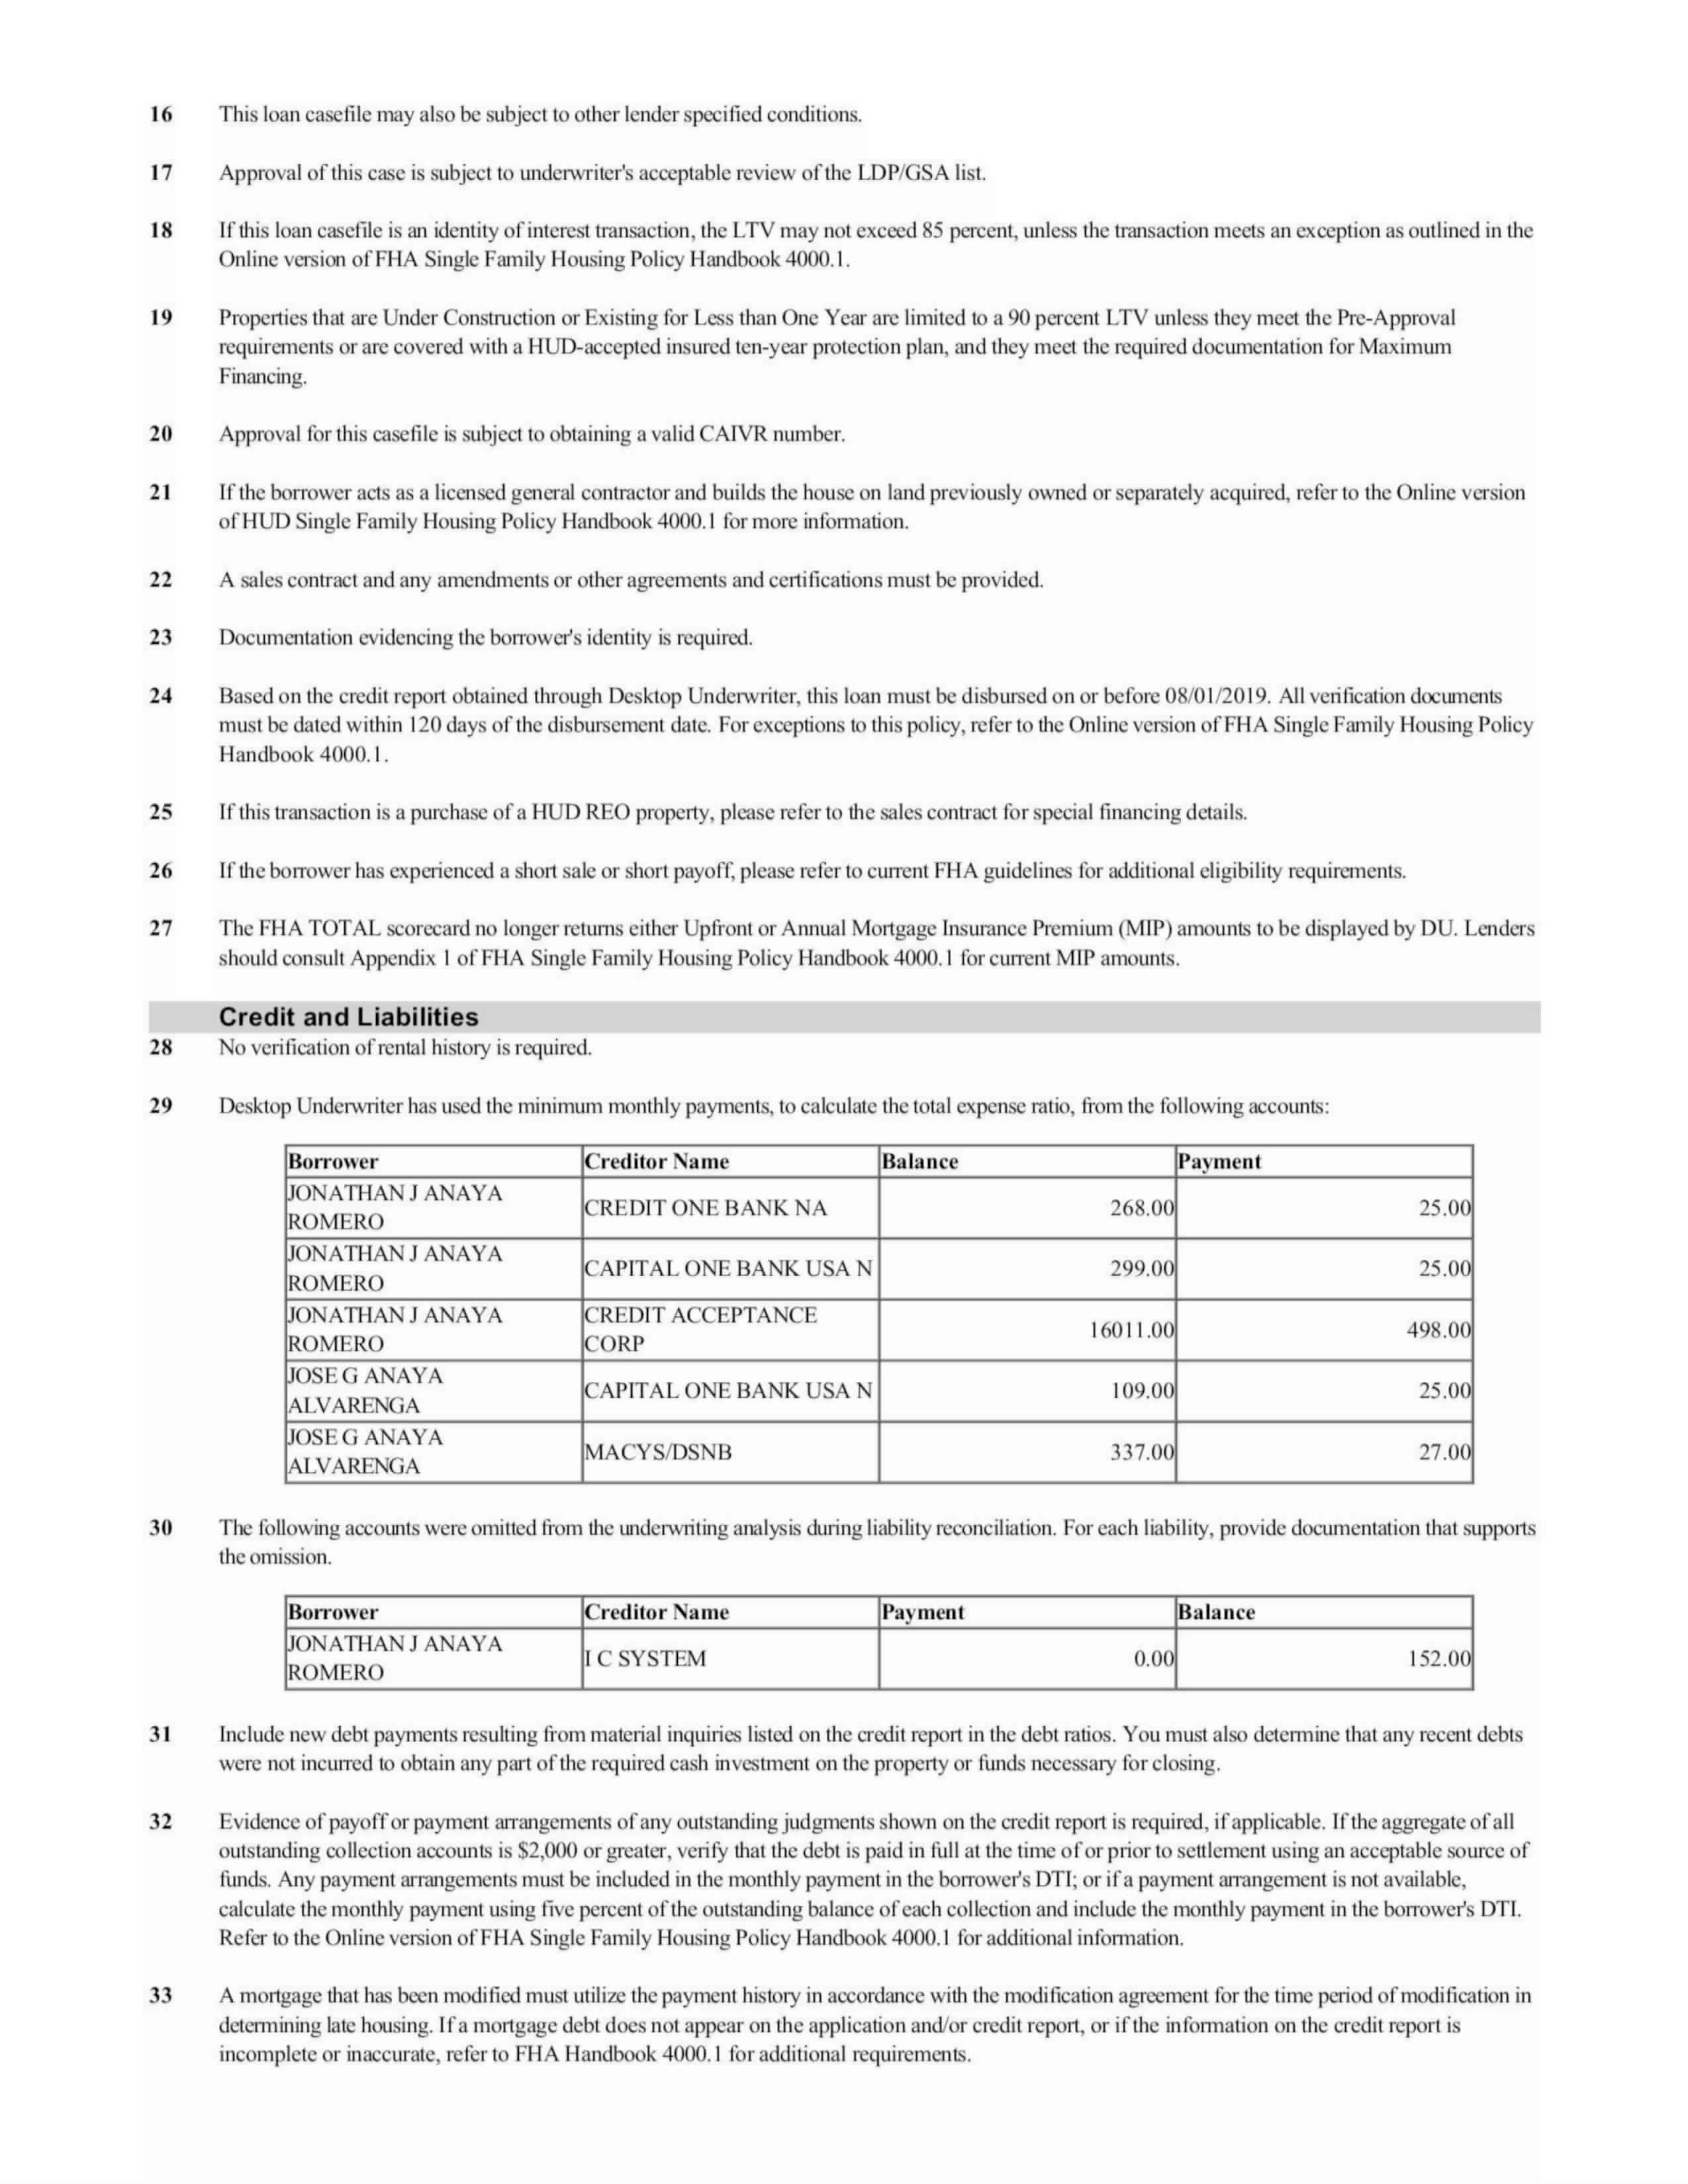 16 This loan casefile may also be subject to other lender specified conditions.
17 Approval of this case is subject to underwriter's acceptable review of the LDP/GSA list.
18 If this loan casefile is an identity of interest transaction, the LTV may not exceed 85 percent, unless the transaction meets an exception as outlined in the
Online version of FHA Single Family Housing Policy Handbook 4000.1.
19 Properties that are Under Construction or Existing for Less than One Year are limited to a 90 percent LTV unless they meet the Pre-Approval
requirements or are covered with a HUD-accepted insured ten-year protection plan, and they meet the required documentation for Maximum
Financing.
20 Approval for this casefile is subject to obtaining a valid CAIVR number.
21 If the borrower acts as a licensed general contractor and builds the house on land previously owned or separately acquired, refer to the Online version
of HUD Single Family Housing Policy Handbook 4000.1 for more information.
22 A sales contract and any amendments or other agreements and certifications must be provided.
23 Documentation evidencing the borrower's identity is required.
24 Based on the credit report obtained through Desktop Underwriter, this loan must be disbursed on or before 08/01/2019. All verification documents
must be dated within 120 days of the disbursement date. For exceptions to this policy, refer to the Online version of FHA Single Family Housing Policy
Handbook 4000.1.
25 If this transaction is a purchase of a HUD REO property, please refer to the sales contract for special financing details.
26 If the borrower has experienced a short sale or short payoff, please refer to current FHA guidelines for additional eligibility requirements.
27 The FHA TOTAL scorecard no longer returns either Upfront or Annual Mortgage Insurance Premium (MIP) amounts to be displayed by DU. Lenders
should consult Appendix 1 of FHA Single Family Housing Policy Handbook 4000.1 for current MIP amounts.
Credit and Liabilities
28 No verification of rental history is required.
29 Desktop Underwriter has used the minimum monthly payments, to calculate the total expense ratio, from the following accounts:
Borrower Creditor Name Balance Payment
JONATHAN J ANAYA
ROMERO CREDIT ONE BANK NA 268.00 25.00
JONATHAN J ANAYA
ROMERO CAPITAL ONE BANK USA N 299.00 25.00
JONATHAN J ANAYA CREDIT ACCEPTANCE
ROMERO CORP 16011.00 498.00
JOSE G ANAYA
ALVARENGA CAPITAL ONE BANK USA N 109.00 25.00
JOSE G ANAYA
ALVARENGA MACYS/DSNB 337.00 27.00
30 The following accounts were omitted from the underwriting analysis during liability reconciliation. For each liability, provide documentation that supports
the omission.
Borrower Creditor Name Payment Balance
JONATHAN J ANAYA
ROMERO I C SYSTEM 0.00 152.00
31 Include new debt payments resulting from material inquiries listed on the credit report in the debt ratios. You must also determine that any recent debts
were not incurred to obtain any part of the required cash investment on the property or funds necessary for closing.
32 Evidence of payoff or payment arrangements of any outstanding judgments shown on the credit report is required, if applicable. If the aggregate of all
outstanding collection accounts is $2,000 or greater, verify that the debt is paid in full at the time of or prior to settlement using an acceptable source of
funds. Any payment arrangements must be included in the monthly payment in the borrower's DTI; or if a payment arrangement is not available,
calculate the monthly payment using five percent of the outstanding balance of each collection and include the monthly payment in the borrower's DTI.
Refer to the Online version of FHA Single Family Housing Policy Handbook 4000.1 for additional information.
33 A mortgage that has been modified must utilize the payment history in accordance with the modification agreement for the time period of modification in
determining late housing. If a mortgage debt does not appear on the application and/or credit report, or if the information on the credit report is
incomplete or inaccurate, refer to FHA Handbook 4000.1 for additional requirements.